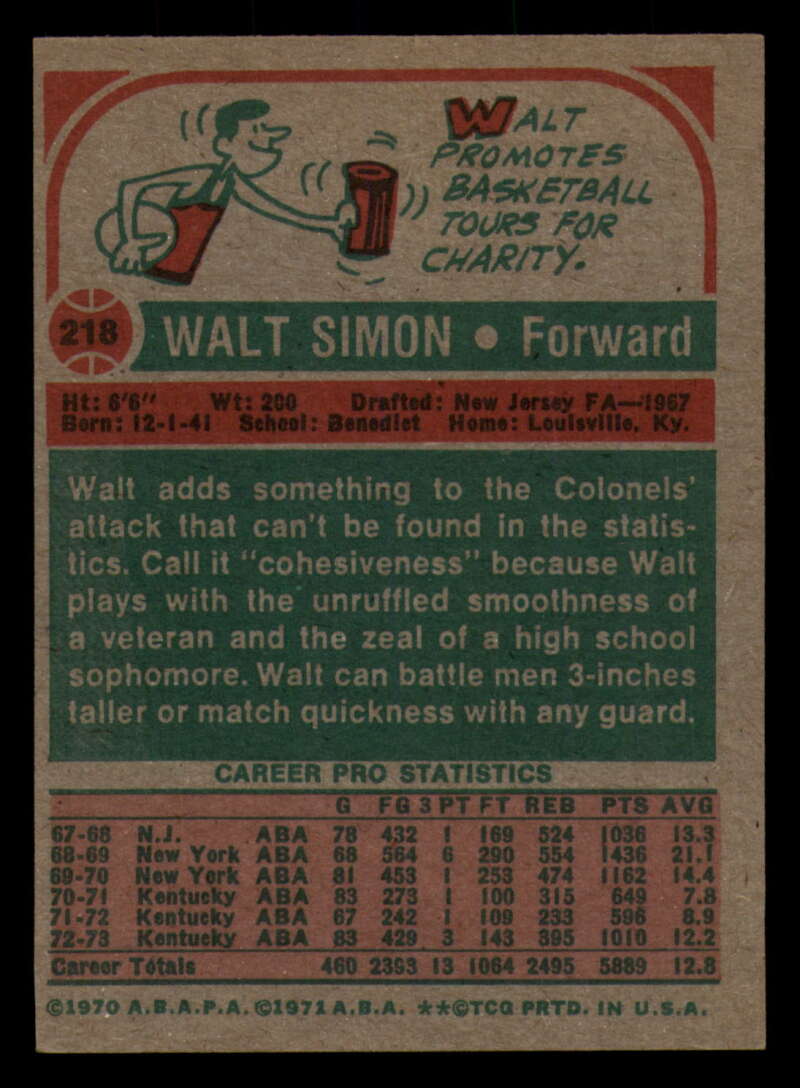 WALT
PROMOTES
BASKETBALL
TOURS FOR
CHARITY.
218 WALT SIMON • Forward
Ht: 6'6" Wt: 200 Drafted: New Jersey FA—1967
Born: 12-1-41 School: Benedict Home: Louisville, Ky.
Walt adds something to the Colonels'
attack that can't be found in the statis-
tics. Call it "cohesiveness" because Walt
plays with the unruffled smoothness of
a veteran and the zeal of a high school
sophomore. Walt can battle men 3-inches
taller or match quickness with any guard.
CAREER PRO STATISTICS
G FG 3 PT FT REB PTS AVG
67-68 N.J. ABA 78 432 1 169 524 1036 13.3
68-69 New York ABA 68 564 6 290 554 1436 21.1
69-70 New York ABA 81 453 1 253 474 1162 14.4
70-71 Kentucky ABA 83 273 1 100 315 649 7.8
71-72 Kentucky ABA 67 242 1 109 233 596 8.9
72-73 Kentucky ABA 83 429 3 143 395 1010 12.2
Career Totals 460 2393 13 1064 2495 5889 12.8
©1970 A.B.A.P.A. ©1971 A.B.A. **©TCG PRTD. IN U.S.A.